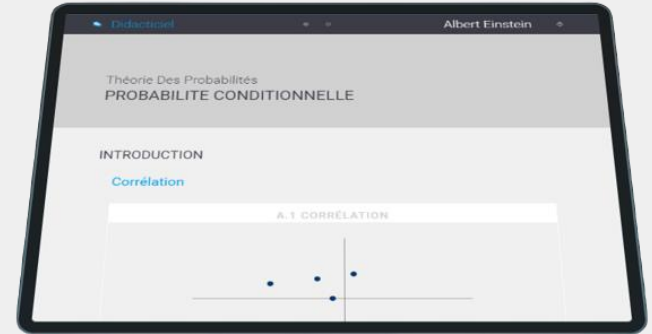 Didacticiel
Albert Einstein
Théorie Des Probabilités
PROBABILITE CONDITIONNELLE
INTRODUCTION
Corrélation
A.1 CORRÉLATION